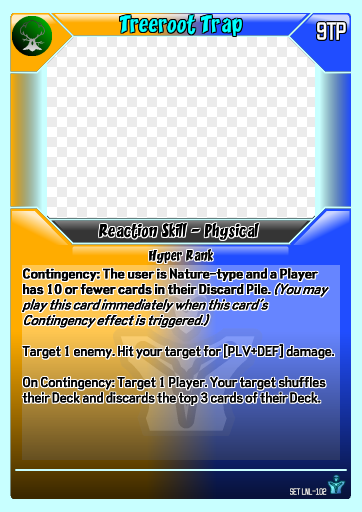 Treeroot Trap
9TP
Reaction Skill - Physical
Hyper Rank
Contingency: The user is Nature-type and a Player
has 10 or fewer cards in their Discard Pile. (You may
play this card immediately when this card's
Contingency effect is triggered.)
Target 1 enemy. Hit your target for [PLV+DEF] damage.
On Contingency: Target 1 Player. Your target shuffles
their Deck and discards the top 3 cards of their Deck.
SET LNL-102